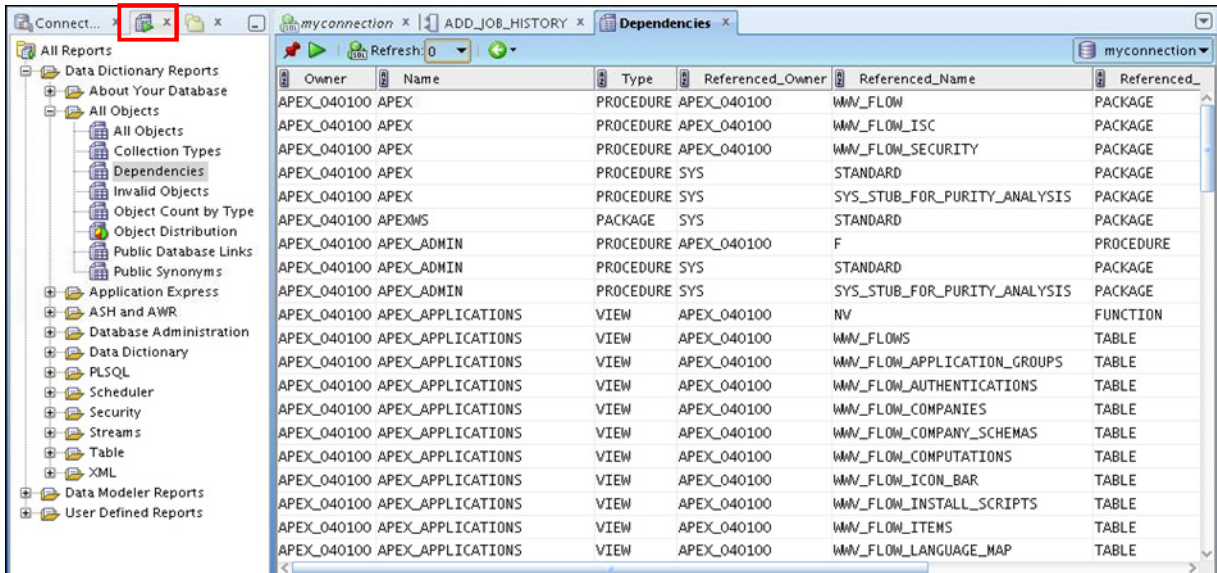 Connect...
myconnection
ADD_JOB_HISTORY
Dependencies
All Reports
Data Dictionary Reports
About Your Database
All Objects
All Objects
Collection Types
Dependencies
Invalid Objects
Object Count by Type
Object Distribution
Public Database Links
Public Synonyms
Application Express
ASH and AWR
Database Administration
Data Dictionary
PLSQL
Scheduler
Security
Streams
Table
XML
Data Modeler Reports
User Defined Reports
SQL Refresh: 0 myconnection
Owner Name Type Referenced_Owner Referenced_Name Referenced_
APEX_040100 APEX PROCEDURE APEX_040100 WWV_FLOW PACKAGE
APEX_040100 APEX PROCEDURE APEX_040100 WWV_FLOW_ISC PACKAGE
APEX_040100 APEX PROCEDURE APEX_040100 WWV_FLOW_SECURITY PACKAGE
APEX_040100 APEX PROCEDURE SYS STANDARD PACKAGE
APEX_040100 APEX PROCEDURE SYS SYS_STUB_FOR_PURITY_ANALYSIS PACKAGE
APEX_040100 APEXWS PACKAGE SYS STANDARD PACKAGE
APEX_040100 APEX_ADMIN PROCEDURE APEX_040100 F PROCEDURE
APEX_040100 APEX_ADMIN PROCEDURE SYS STANDARD PACKAGE
APEX_040100 APEX_ADMIN PROCEDURE SYS SYS_STUB_FOR_PURITY_ANALYSIS PACKAGE
APEX_040100 APEX_APPLICATIONS VIEW APEX_040100 NV FUNCTION
APEX_040100 APEX_APPLICATIONS VIEW APEX_040100 WWV_FLOWS TABLE
APEX_040100 APEX_APPLICATIONS VIEW APEX_040100 WWV_FLOW_APPLICATION_GROUPS TABLE
APEX_040100 APEX_APPLICATIONS VIEW APEX_040100 WWV_FLOW_AUTHENTICATIONS TABLE
APEX_040100 APEX_APPLICATIONS VIEW APEX_040100 WWV_FLOW_COMPANIES TABLE
APEX_040100 APEX_APPLICATIONS VIEW APEX_040100 WWV_FLOW_COMPANY_SCHEMAS TABLE
APEX_040100 APEX_APPLICATIONS VIEW APEX_040100 WWV_FLOW_COMPUTATIONS TABLE
APEX_040100 APEX_APPLICATIONS VIEW APEX_040100 WWV_FLOW_ICON_BAR TABLE
APEX_040100 APEX_APPLICATIONS VIEW APEX_040100 WWV_FLOW_INSTALL_SCRIPTS TABLE
APEX_040100 APEX_APPLICATIONS VIEW APEX_040100 WWV_FLOW_ITEMS TABLE
APEX_040100 APEX_APPLICATIONS VIEW APEX_040100 WWV_FLOW_LANGUAGE_MAP TABLE